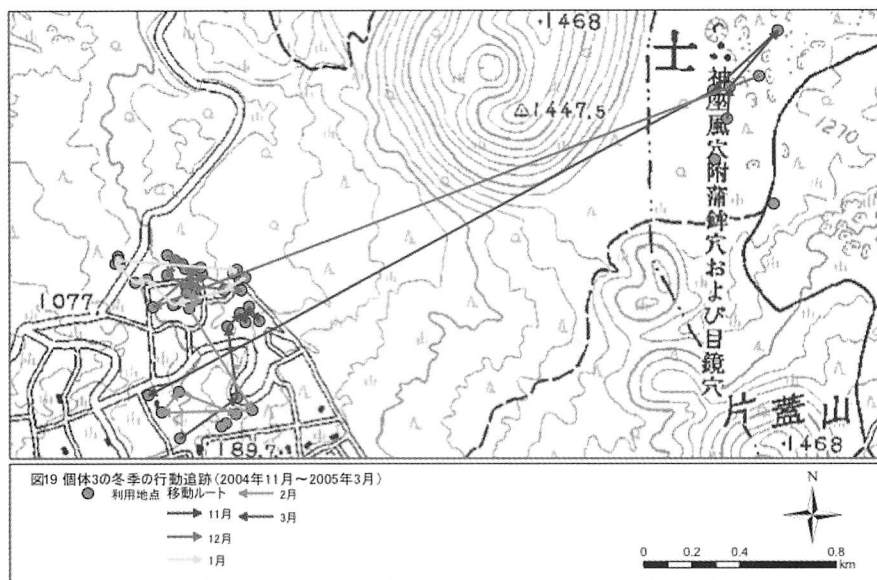 1468
士
1447.5
神座風穴附蒲鉾穴および目鏡穴
1270
1077
片蓋山
1468
189.7
図19 個体3の冬季の行動追跡(2004年11月～2005年3月)
利用地点 移動ルート
11月
12月
1月
2月
3月
N
0 0.2 0.4 0.8
km